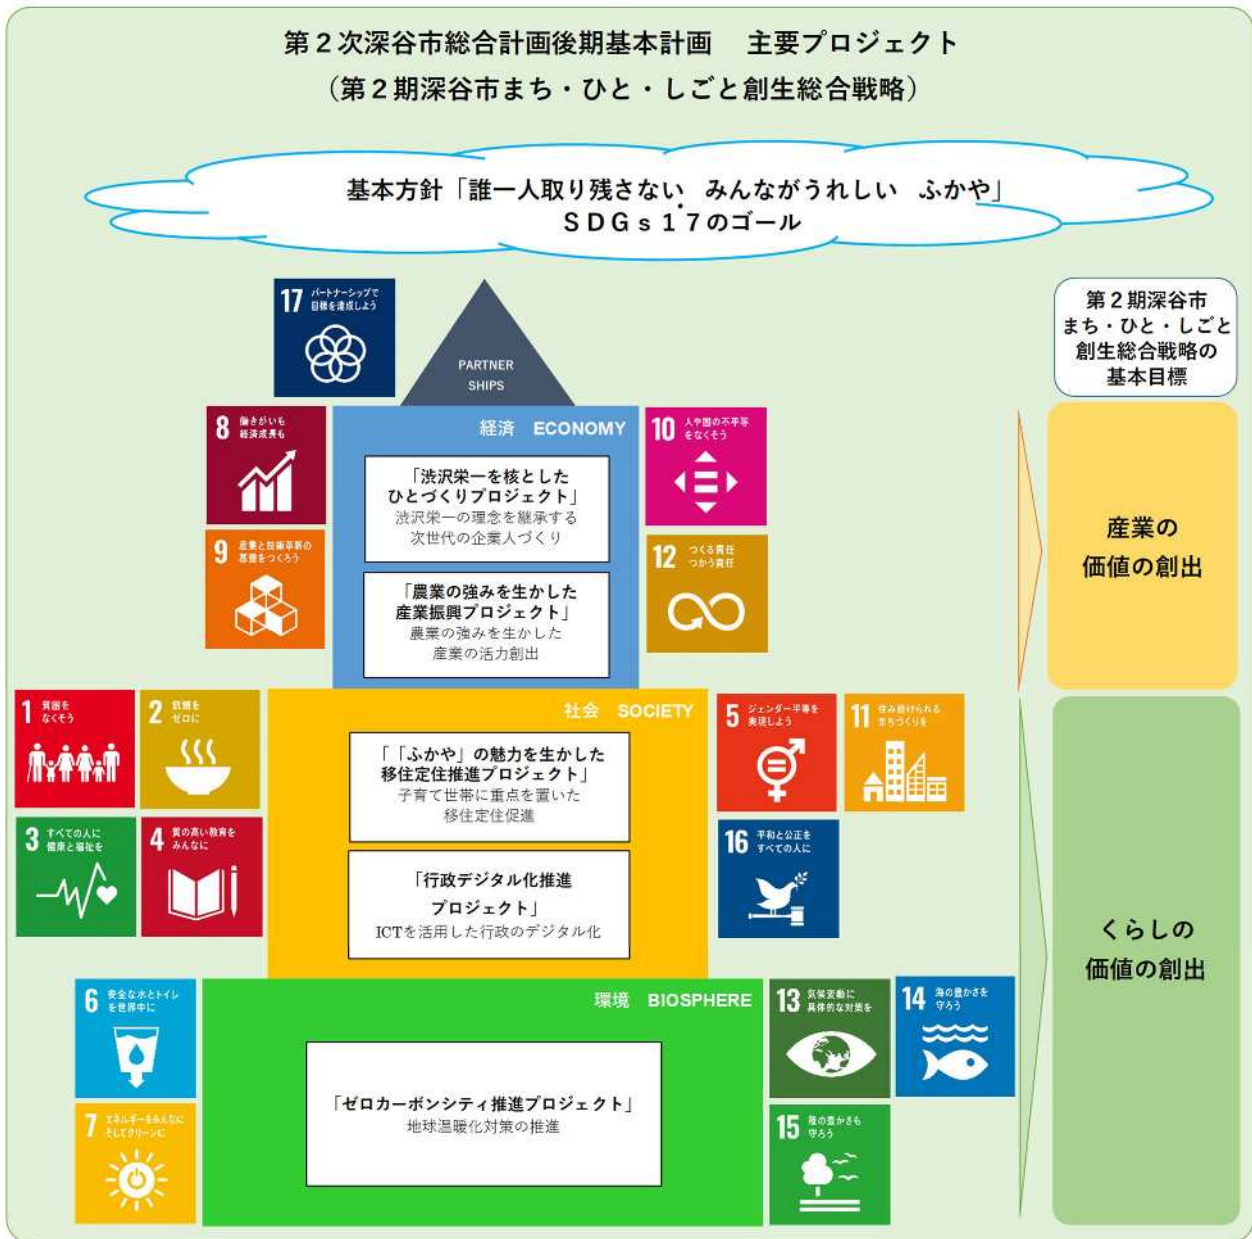 第２次深谷市総合計画後期基本計画　主要プロジェクト
（第２期深谷市まち・ひと・しごと創生総合戦略）
基本方針「誰一人取り残さない　みんながうれしい　ふかや」
ＳＤＧｓ１７のゴール
17 パートナーシップで
目標を達成しよう
PARTNER
SHIPS
第２期深谷市
まち・ひと・しごと
創生総合戦略の
基本目標
8 働きがいも
経済成長も
経済　ECONOMY
10 人や国の不平等
をなくそう
「渋沢栄一を核とした
ひとづくりプロジェクト」
渋沢栄一の理念を継承する
次世代の企業人づくり
9 産業と技術革新の
基盤をつくろう
12 つくる責任
つかう責任
「農業の強みを生かした
産業振興プロジェクト」
農業の強みを生かした
産業の活力創出
産業の
価値の創出
1 貧困を
なくそう
2 飢餓を
ゼロに
社会　SOCIETY
5 ジェンダー平等を
実現しよう
11 住み続けられる
まちづくりを
「「ふかや」の魅力を生かした
移住定住推進プロジェクト」
子育て世帯に重点を置いた
移住定住促進
3 すべての人に
健康と福祉を
4 質の高い教育を
みんなに
16 平和と公正を
すべての人に
「行政デジタル化推進
プロジェクト」
ICTを活用した行政のデジタル化
くらしの
価値の創出
6 安全な水とトイレ
を世界中に
環境　BIOSPHERE
13 気候変動に
具体的な対策を
14 海の豊かさを
守ろう
「ゼロカーボンシティ推進プロジェクト」
地球温暖化対策の推進
7 エネルギーをみんなに
そしてクリーンに
15 陸の豊かさも
守ろう